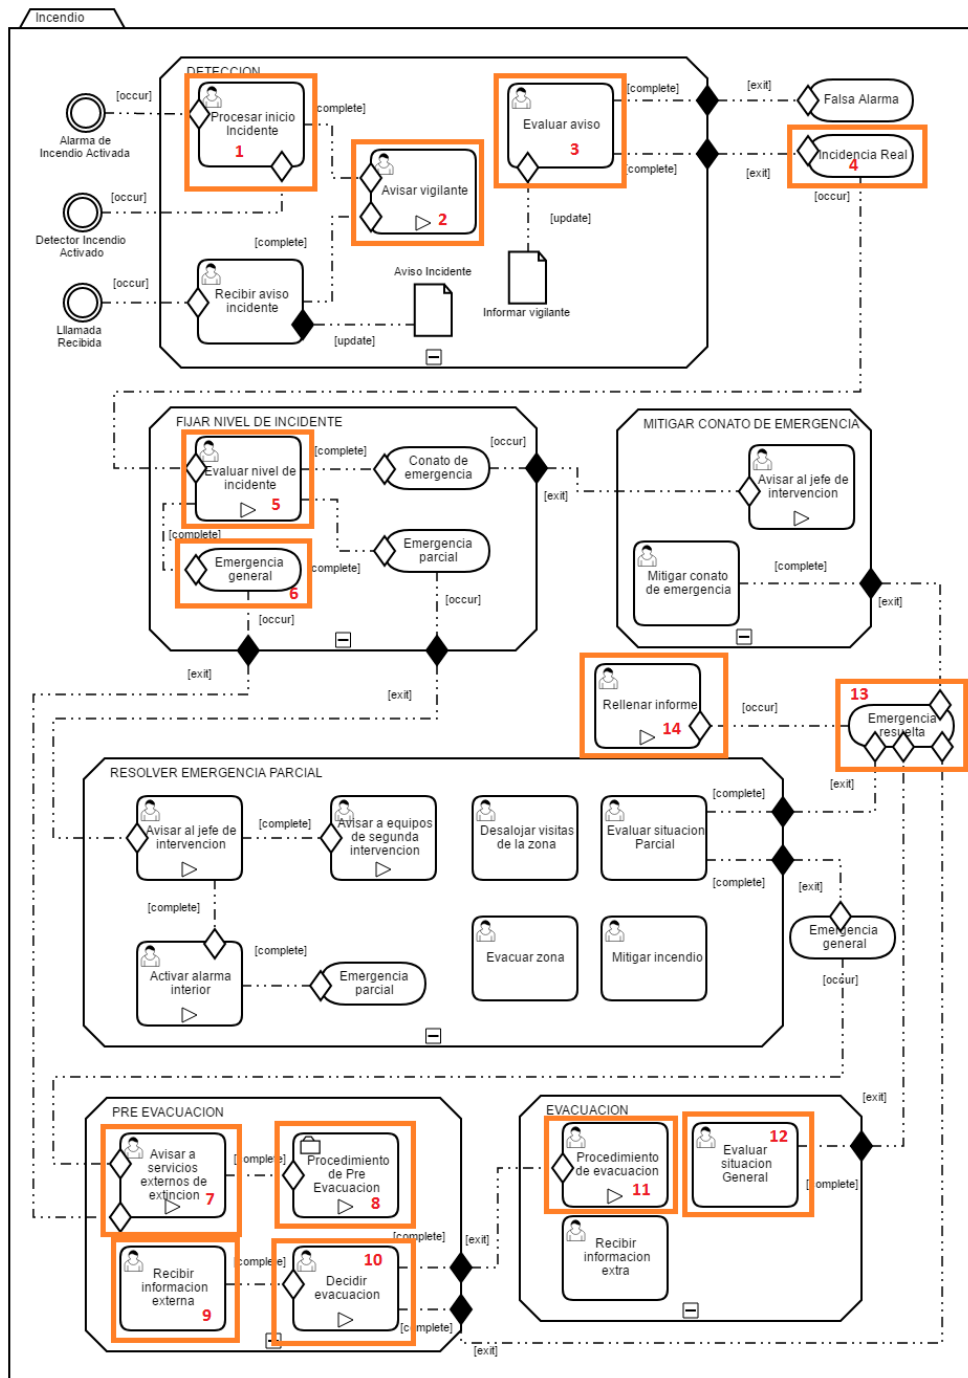 Incendio
DETECCION
[occur]
Alarma de
Incendio Activada
Procesar inicio
Incidente
1
[complete]
Avisar vigilante
2
Evaluar aviso
3
[complete]
[exit]
Falsa Alarma
[complete]
[exit]
Incidencia Real
4
[occur]
[occur]
Detector Incendio
Activado
[complete]
[update]
[occur]
Recibir aviso
incidente
Aviso Incidente
Informar vigilante
[update]
Lllamada
Recibida
FIJAR NIVEL DE INCIDENTE
Evaluar nivel de
incidente
5
[complete]
Conato de
emergencia
[occur]
[exit]
[complete]
Emergencia
general
6
[complete]
Emergencia
parcial
[occur]
[occur]
[exit]
[exit]
MITIGAR CONATO DE EMERGENCIA
Avisar al jefe de
intervencion
Mitigar conato
de emergencia
[complete]
[exit]
Rellenar informe
14
[occur]
13
Emergencia
resuelta
[exit]
RESOLVER EMERGENCIA PARCIAL
Avisar al jefe de
intervencion
[complete]
Avisar a equipos
de segunda
intervencion
Desalojar visitas
de la zona
Evaluar situacion
Parcial
[complete]
[complete]
[exit]
[complete]
Activar alarma
interior
[complete]
Emergencia
parcial
Evacuar zona
Mitigar incendio
Emergencia
general
[occur]
PRE EVACUACION
Avisar a
servicios
externos de
extincion
7
[complete]
Procedimiento
de Pre
Evacuacion
8
[complete]
[exit]
Recibir
informacion
externa
9
[complete]
10
Decidir
evacuacion
[complete]
[exit]
EVACUACION
Procedimiento
de evacuacion
11
12
Evaluar
situacion
General
[complete]
[exit]
Recibir
informacion
extra